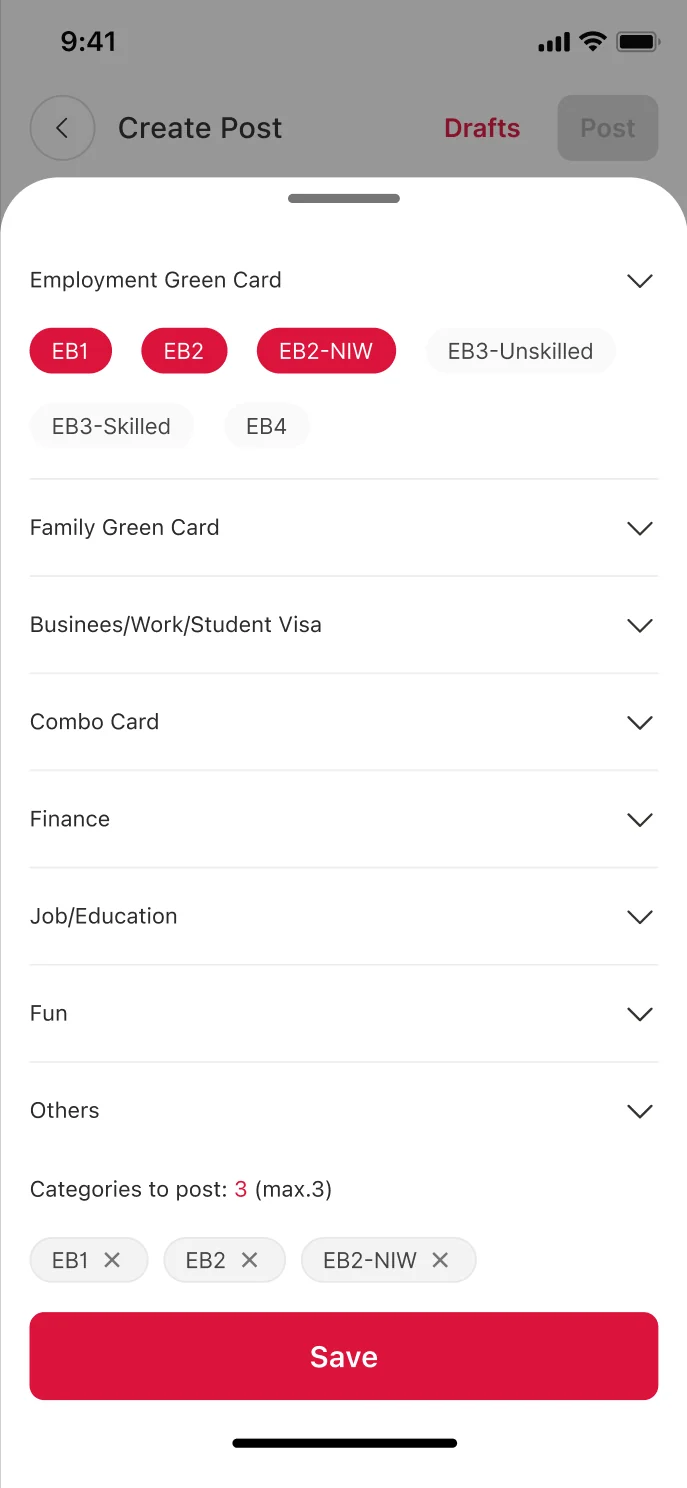 9:41
Create Post Drafts Post
Employment Green Card
EB1 EB2 EB2-NIW EB3-Unskilled
EB3-Skilled EB4
Family Green Card
Businees/Work/Student Visa
Combo Card
Finance
Job/Education
Fun
Others
Categories to post: 3 (max.3)
EB1 EB2 EB2-NIW
Save